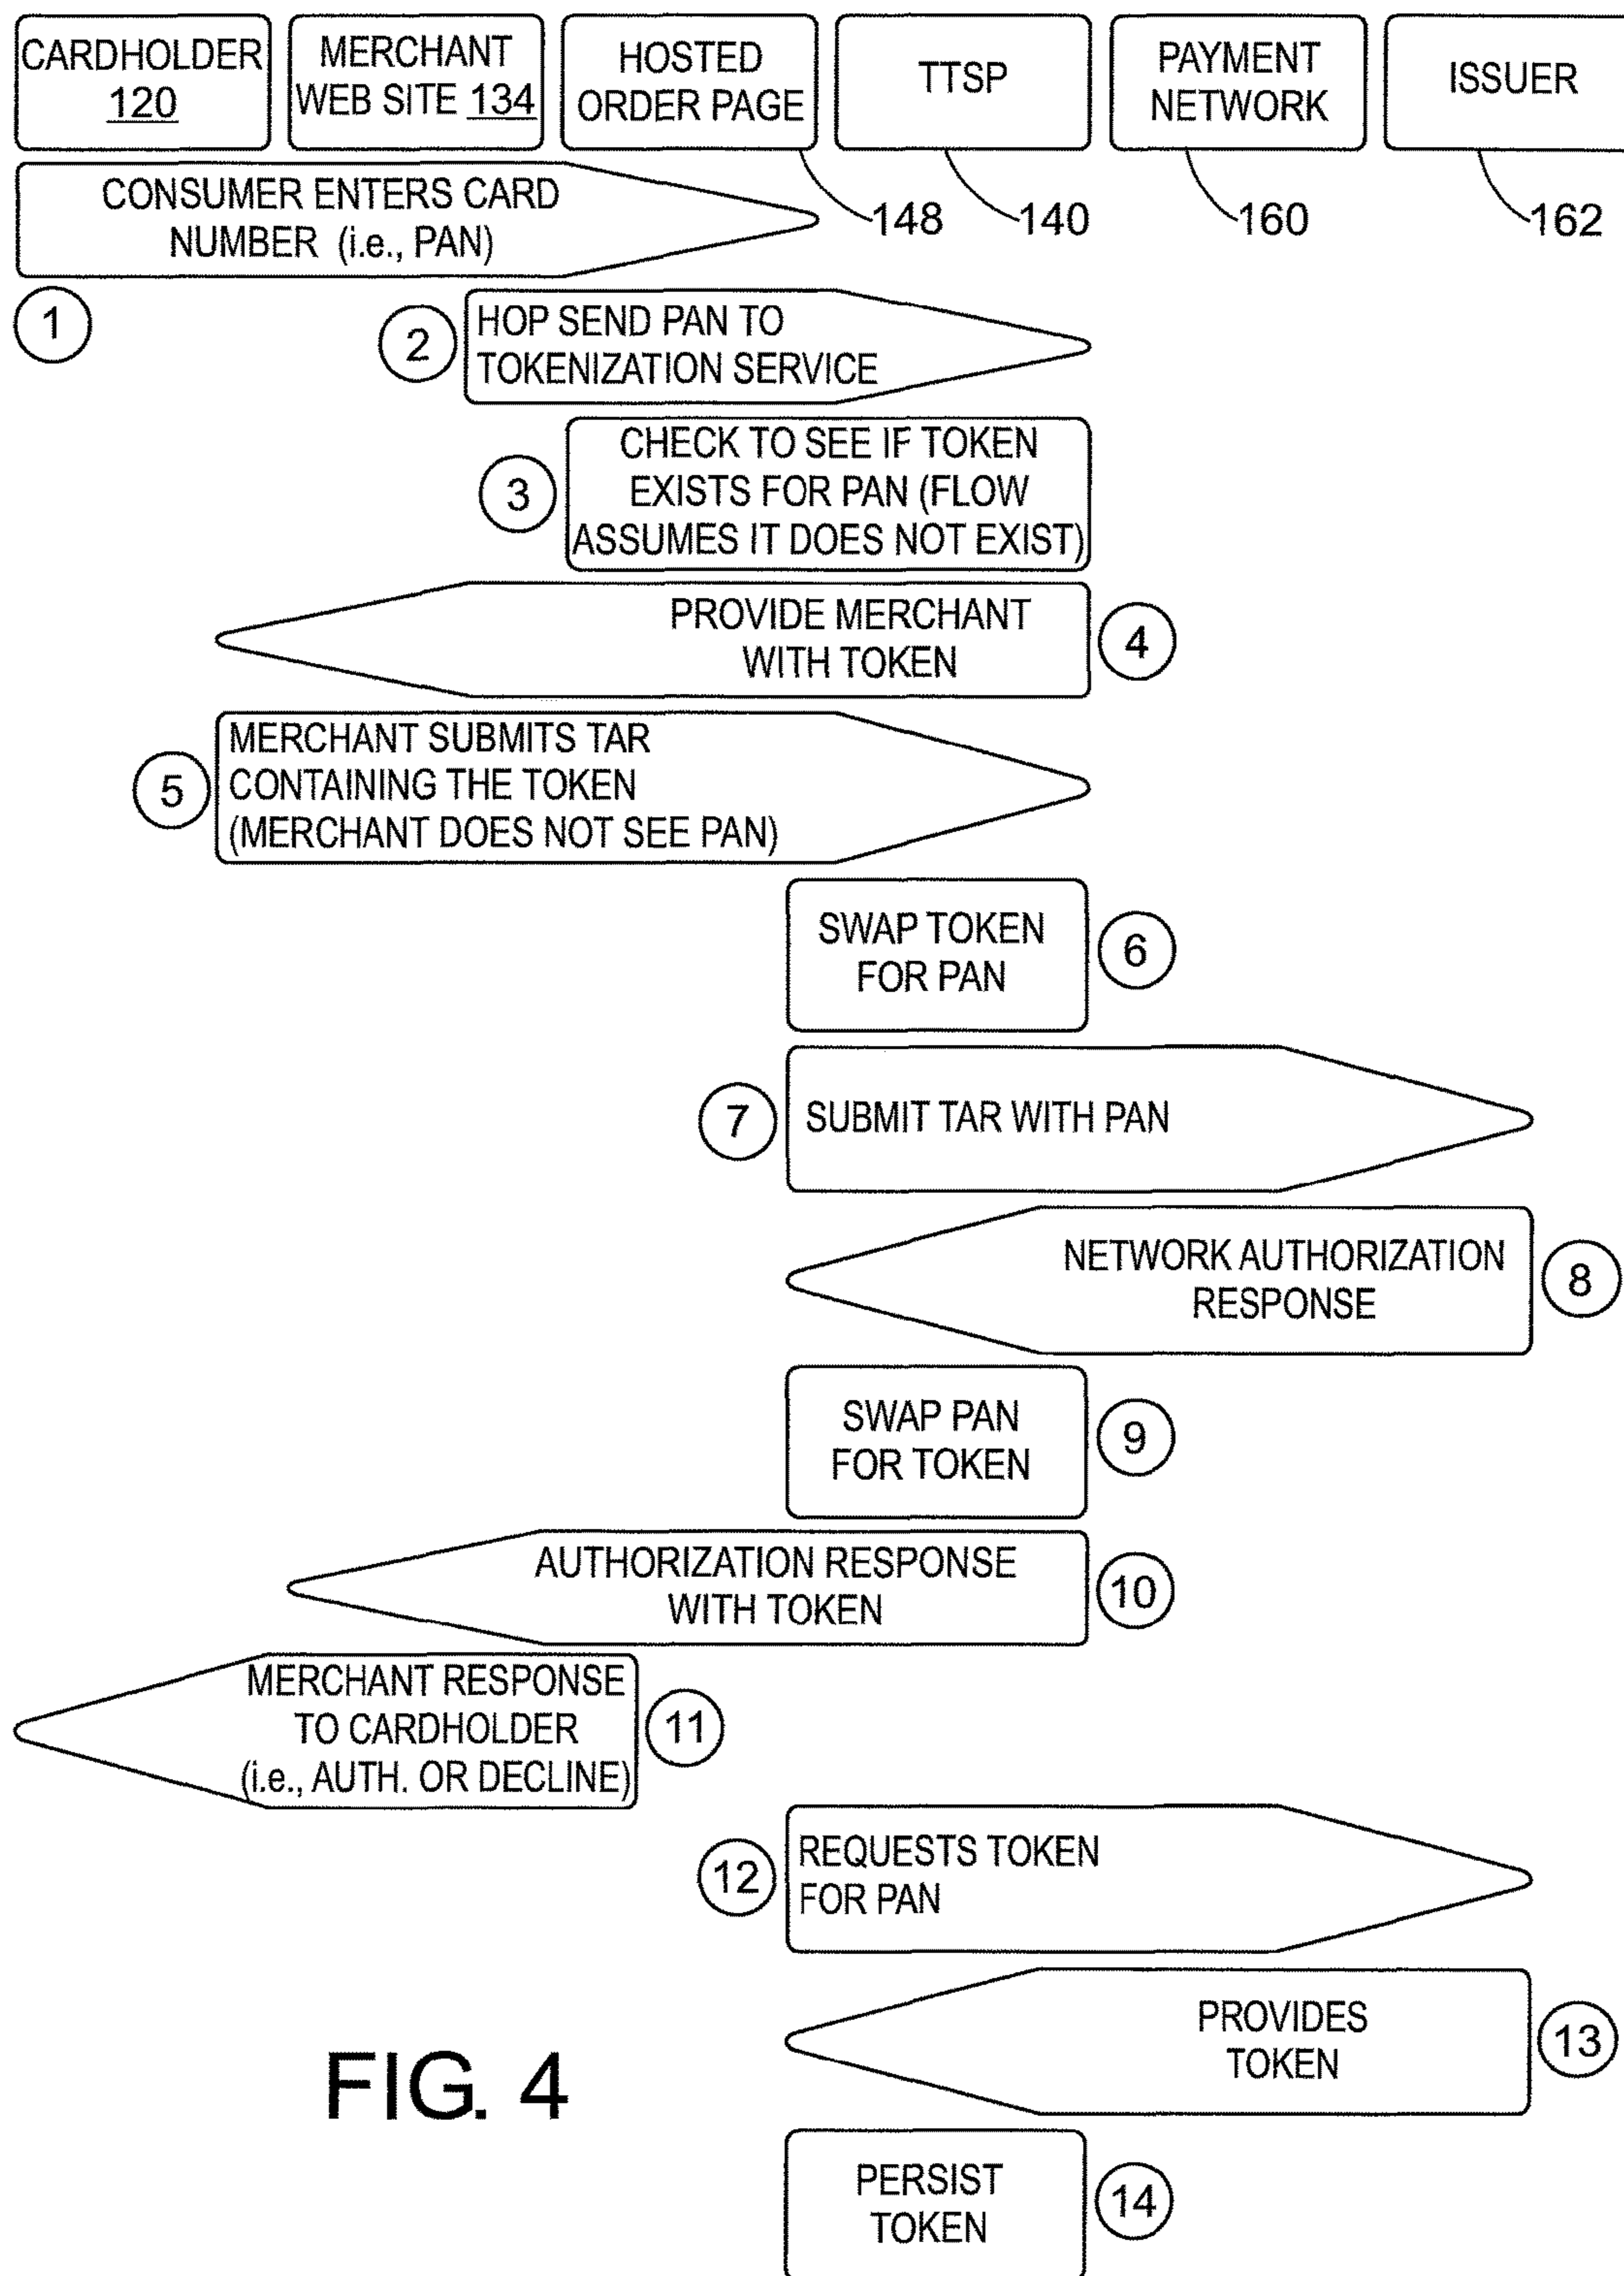 CARDHOLDER
120
MERCHANT
WEB SITE 134
HOSTED
ORDER PAGE
TTSP
PAYMENT
NETWORK
ISSUER
148
140
160
162
CONSUMER ENTERS CARD
NUMBER (i.e., PAN)
1
2
HOP SEND PAN TO
TOKENIZATION SERVICE
3
CHECK TO SEE IF TOKEN
EXISTS FOR PAN (FLOW
ASSUMES IT DOES NOT EXIST)
PROVIDE MERCHANT
WITH TOKEN
4
5
MERCHANT SUBMITS TAR
CONTAINING THE TOKEN
(MERCHANT DOES NOT SEE PAN)
SWAP TOKEN
FOR PAN
6
7
SUBMIT TAR WITH PAN
NETWORK AUTHORIZATION
RESPONSE
8
SWAP PAN
FOR TOKEN
9
AUTHORIZATION RESPONSE
WITH TOKEN
10
MERCHANT RESPONSE
TO CARDHOLDER
(i.e., AUTH. OR DECLINE)
11
12
REQUESTS TOKEN
FOR PAN
PROVIDES
TOKEN
13
PERSIST
TOKEN
14
FIG. 4